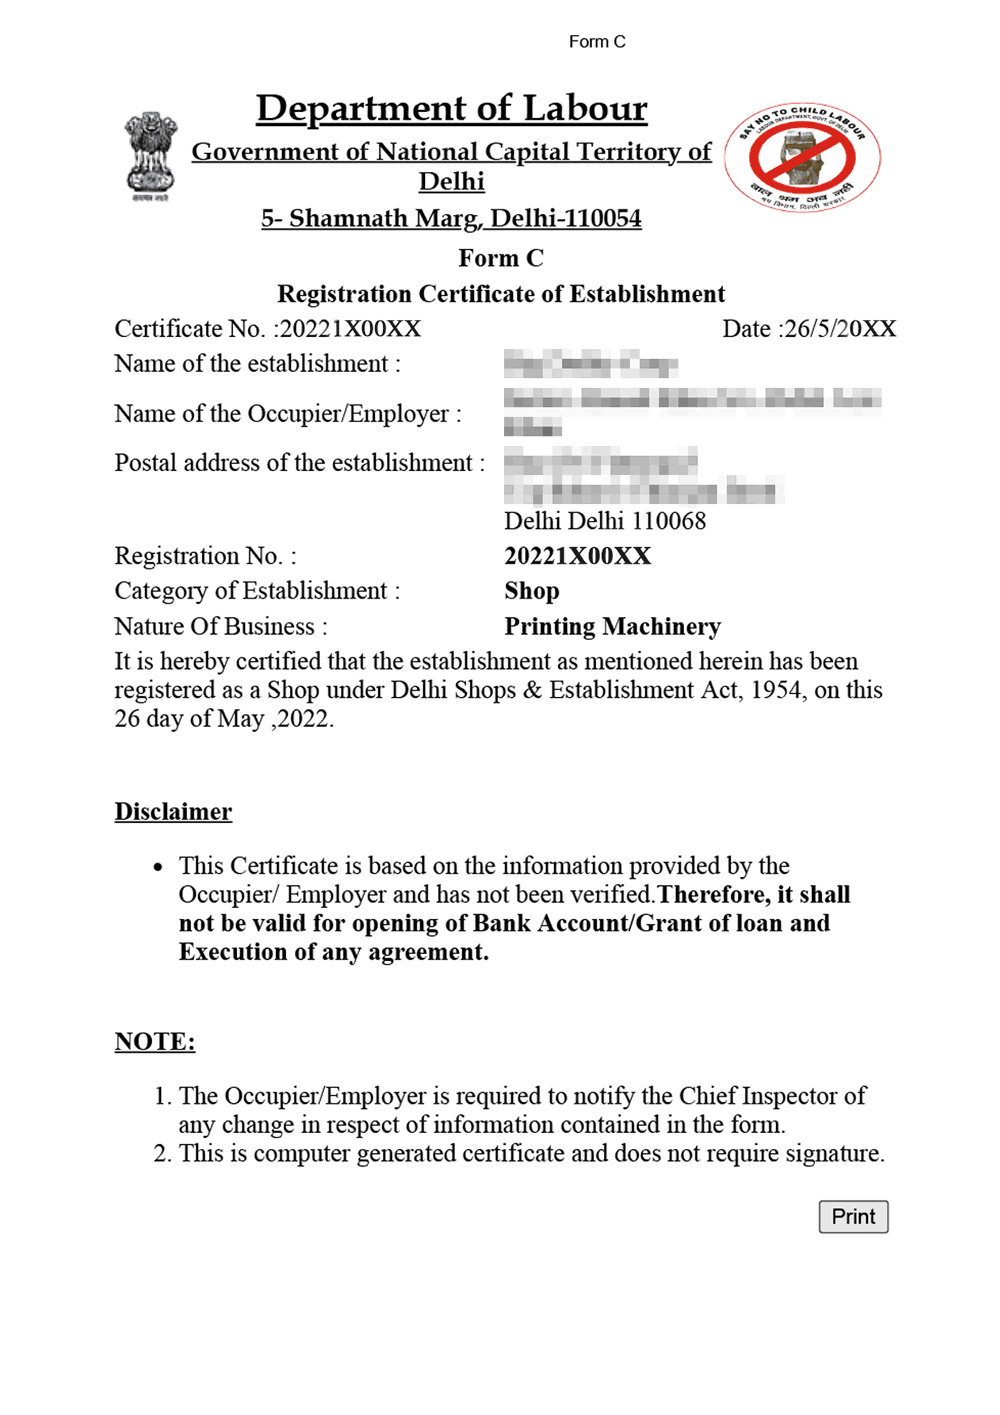 Form C
Department of Labour
Government of National Capital Territory of
Delhi
5- Shamnath Marg, Delhi-110054
SAY NO TO CHILD LABOUR
LABOUR DEPARTMENT, GOVT. OF DELHI
बाल श्रम अब नहीं
श्रम विभाग, दिल्ली सरकार
Form C
Registration Certificate of Establishment
Certificate No. :20221X00XX Date :26/5/20XX
Name of the establishment :
Name of the Occupier/Employer :
Postal address of the establishment :
Delhi Delhi 110068
Registration No. : 20221X00XX
Category of Establishment : Shop
Nature Of Business : Printing Machinery
It is hereby certified that the establishment as mentioned herein has been
registered as a Shop under Delhi Shops & Establishment Act, 1954, on this
26 day of May ,2022.
Disclaimer
• This Certificate is based on the information provided by the
Occupier/ Employer and has not been verified.Therefore, it shall
not be valid for opening of Bank Account/Grant of loan and
Execution of any agreement.
NOTE:
1. The Occupier/Employer is required to notify the Chief Inspector of
any change in respect of information contained in the form.
2. This is computer generated certificate and does not require signature.
Print